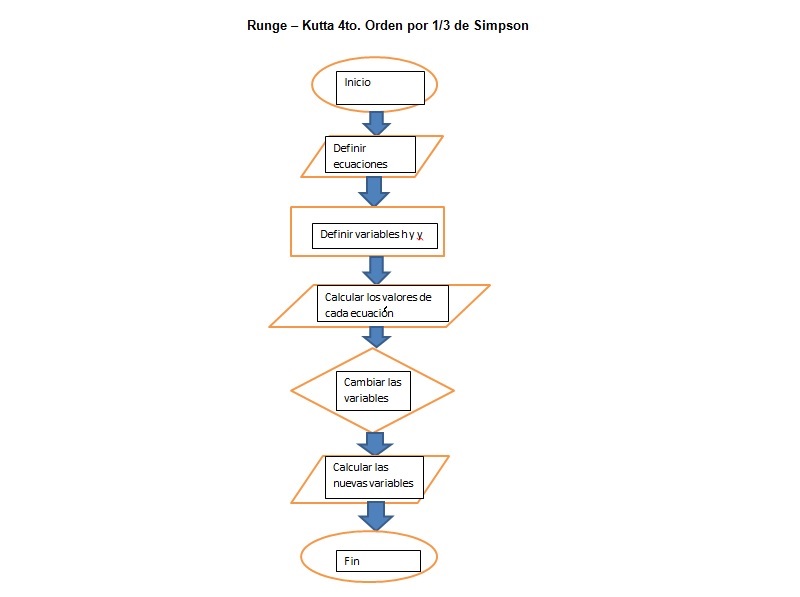 Runge – Kutta 4to. Orden por 1/3 de Simpson
Inicio
Definir
ecuaciones
Definir variables h y y
Calcular los valores de
cada ecuación
Cambiar las
variables
Calcular las
nuevas variables
Fin